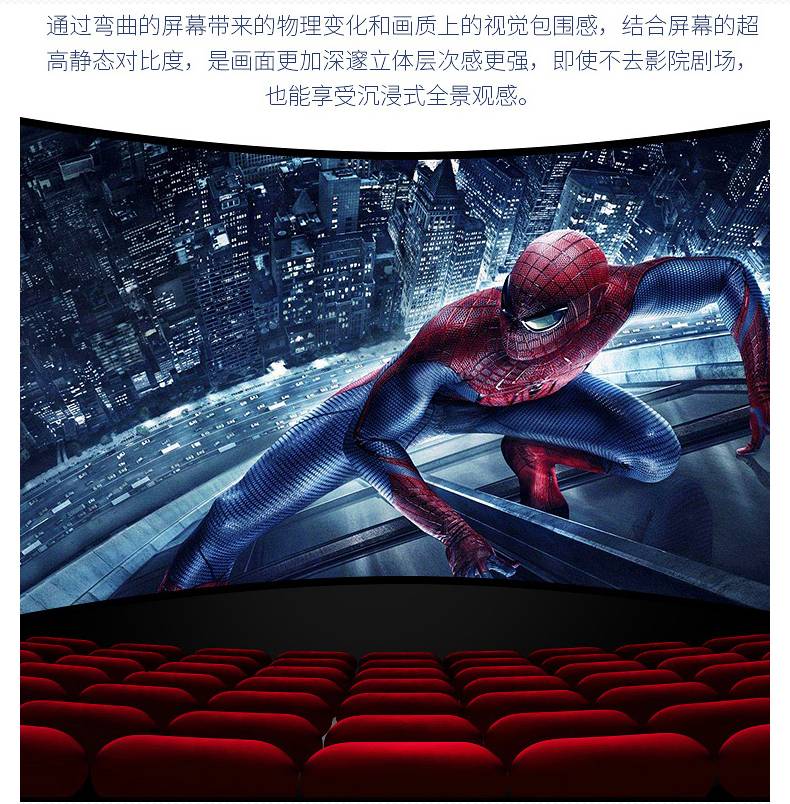 通过弯曲的屏幕带来的物理变化和画质上的视觉包围感，结合屏幕的超
高静态对比度，是画面更加深邃立体层次感更强，即使不去影院剧场，
也能享受沉浸式全景观感。